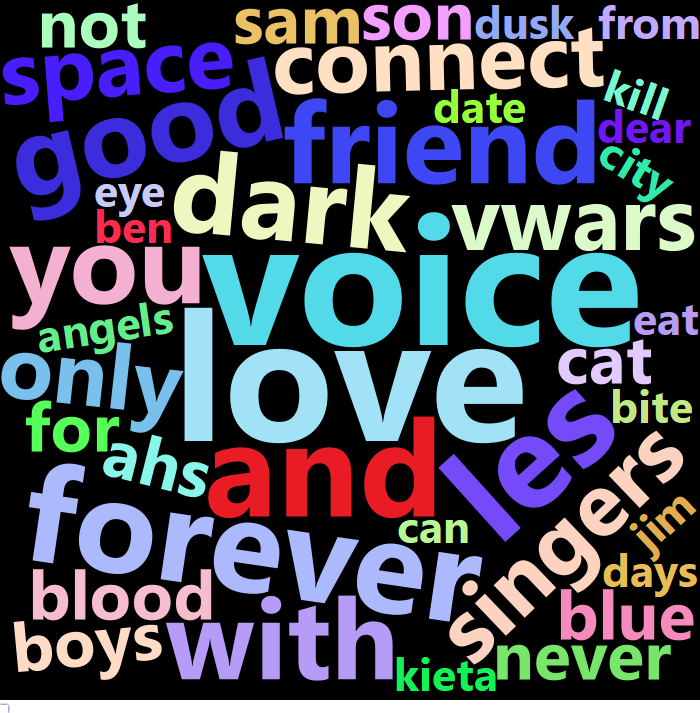 not
sam
son
dusk
from
space
connect
kill
good
friend
date
dear
city
eye
dark
ben
vwars
you
voice
angels
eat
only
love
cat
bite
for
ahs
and
les
singers
forever
can
jim
days
blood
with
blue
boys
kieta
never